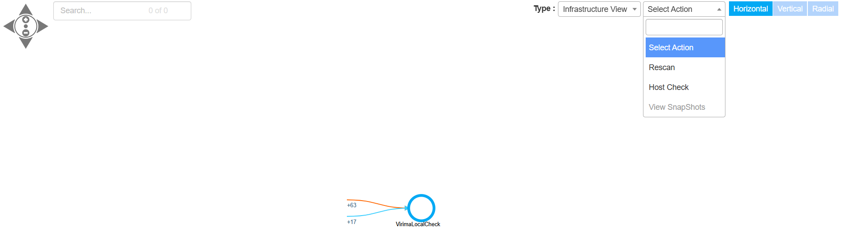 Search... 0 of 0
Type : Infrastructure View Select Action Horizontal Vertical Radial
Select Action
Rescan
Host Check
View SnapShots
+63
+17
VirimaLocalCheck